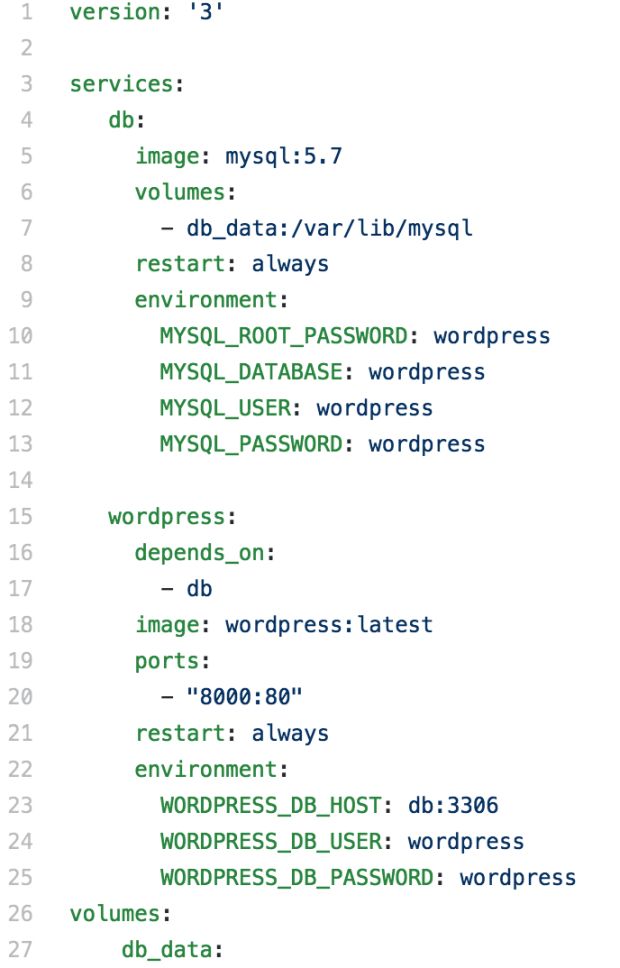 1 version: '3'
2
3 services:
4 db:
5 image: mysql:5.7
6 volumes:
7 - db_data:/var/lib/mysql
8 restart: always
9 environment:
10 MYSQL_ROOT_PASSWORD: wordpress
11 MYSQL_DATABASE: wordpress
12 MYSQL_USER: wordpress
13 MYSQL_PASSWORD: wordpress
14
15 wordpress:
16 depends_on:
17 - db
18 image: wordpress:latest
19 ports:
20 - "8000:80"
21 restart: always
22 environment:
23 WORDPRESS_DB_HOST: db:3306
24 WORDPRESS_DB_USER: wordpress
25 WORDPRESS_DB_PASSWORD: wordpress
26 volumes:
27 db_data: